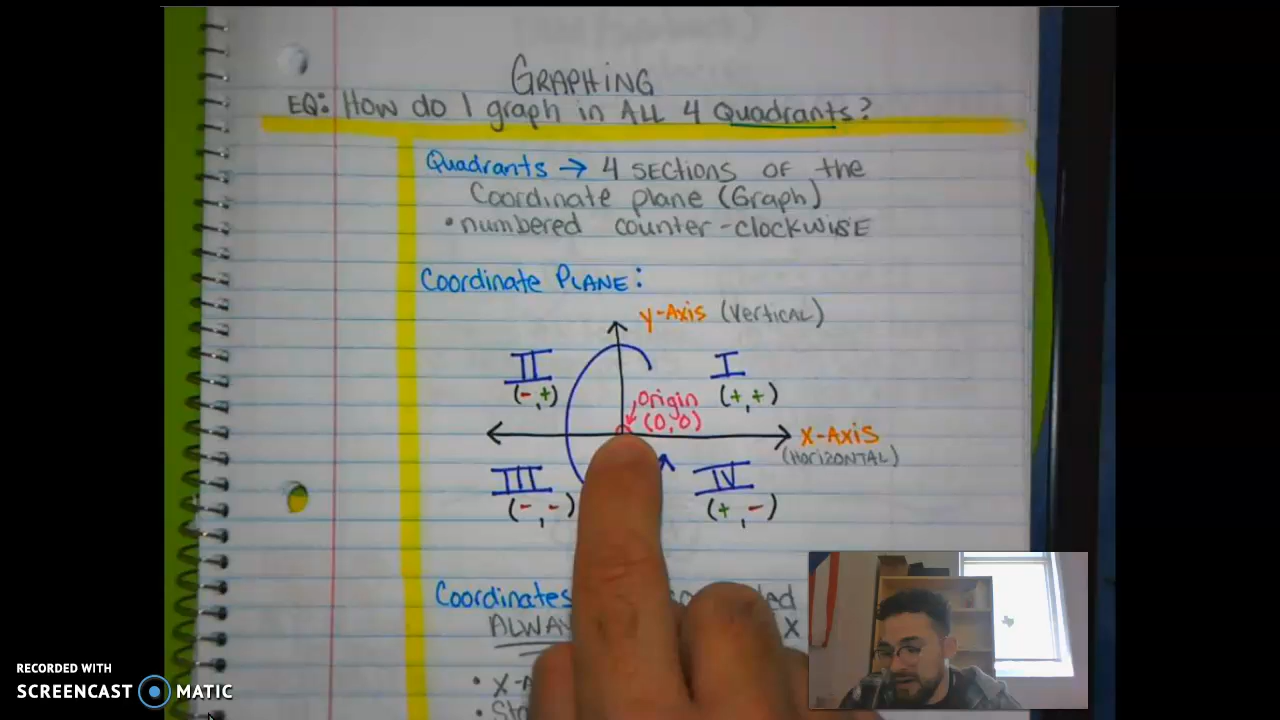 GRAPHING
EQ: How do I graph in ALL 4 Quadrants?
Quadrants → 4 SECTIONS OF the
Coordinate plane (Graph)
• numbered counter-clockwISE
Coordinate PLANE:
y-Axis (VerticAL)
II
I
(-,+)
(+,+)
Origin
(0,0)
X-Axis
(HorIZONTAL)
III
IV
(-,-)
(+,-)
Coordinates
X
RECORDED WITH
SCREENCAST MATIC